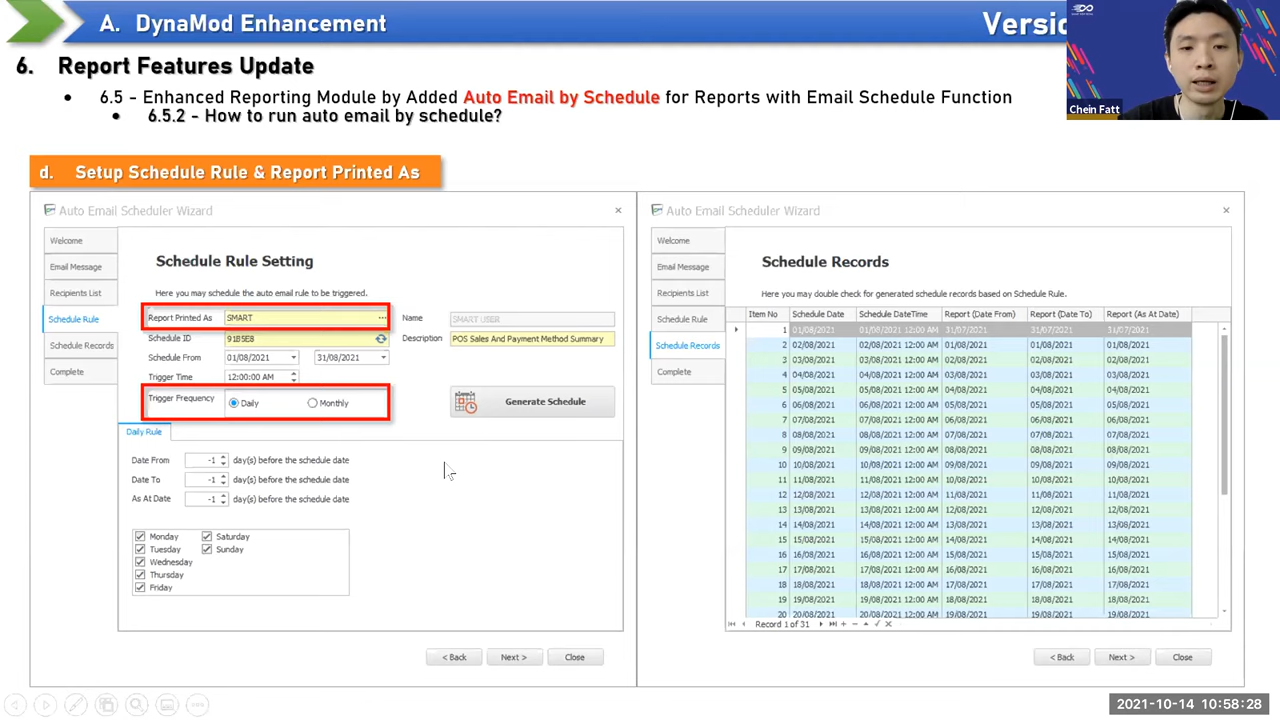 A. DynaMod Enhancement
Versio
6. Report Features Update
• 6.5 - Enhanced Reporting Module by Added Auto Email by Schedule for Reports with Email Schedule Function
• 6.5.2 - How to run auto email by schedule?
Chein Fatt
d. Setup Schedule Rule & Report Printed As
Auto Email Scheduler Wizard
Welcome
Email Message
Recipients List
Schedule Rule
Schedule Records
Complete
Schedule Rule Setting
Here you may schedule the auto email rule to be triggered.
Report Printed As SMART ... Name SMART USER
Schedule ID 91B5E8 Description POS Sales And Payment Method Summary
Schedule From 01/08/2021 31/08/2021
Trigger Time 12:00:00 AM
Trigger Frequency Daily Monthly
Generate Schedule
Daily Rule
Date From -1 day(s) before the schedule date
Date To -1 day(s) before the schedule date
As At Date -1 day(s) before the schedule date
Monday Saturday
Tuesday Sunday
Wednesday
Thursday
Friday
< Back Next > Close
Auto Email Scheduler Wizard
Welcome
Email Message
Recipients List
Schedule Rule
Schedule Records
Complete
Schedule Records
Here you may double check for generated schedule records based on Schedule Rule.
Item No Schedule Date Schedule DateTime Report (Date From) Report (Date To) Report (As At Date)
1 01/08/2021 01/08/2021 12:00 AM 31/07/2021 31/07/2021 31/07/2021
2 02/08/2021 02/08/2021 12:00 AM 01/08/2021 01/08/2021 01/08/2021
3 03/08/2021 03/08/2021 12:00 AM 02/08/2021 02/08/2021 02/08/2021
4 04/08/2021 04/08/2021 12:00 AM 03/08/2021 03/08/2021 03/08/2021
5 05/08/2021 05/08/2021 12:00 AM 04/08/2021 04/08/2021 04/08/2021
6 06/08/2021 06/08/2021 12:00 AM 05/08/2021 05/08/2021 05/08/2021
7 07/08/2021 07/08/2021 12:00 AM 06/08/2021 06/08/2021 06/08/2021
8 08/08/2021 08/08/2021 12:00 AM 07/08/2021 07/08/2021 07/08/2021
9 09/08/2021 09/08/2021 12:00 AM 08/08/2021 08/08/2021 08/08/2021
10 10/08/2021 10/08/2021 12:00 AM 09/08/2021 09/08/2021 09/08/2021
11 11/08/2021 11/08/2021 12:00 AM 10/08/2021 10/08/2021 10/08/2021
12 12/08/2021 12/08/2021 12:00 AM 11/08/2021 11/08/2021 11/08/2021
13 13/08/2021 13/08/2021 12:00 AM 12/08/2021 12/08/2021 12/08/2021
14 14/08/2021 14/08/2021 12:00 AM 13/08/2021 13/08/2021 13/08/2021
15 15/08/2021 15/08/2021 12:00 AM 14/08/2021 14/08/2021 14/08/2021
16 16/08/2021 16/08/2021 12:00 AM 15/08/2021 15/08/2021 15/08/2021
17 17/08/2021 17/08/2021 12:00 AM 16/08/2021 16/08/2021 16/08/2021
18 18/08/2021 18/08/2021 12:00 AM 17/08/2021 17/08/2021 17/08/2021
19 19/08/2021 19/08/2021 12:00 AM 18/08/2021 18/08/2021 18/08/2021
20 20/08/2021 20/08/2021 12:00 AM 19/08/2021 19/08/2021 19/08/2021
Record 1 of 31
< Back Next > Close
2021-10-14 10:58:28